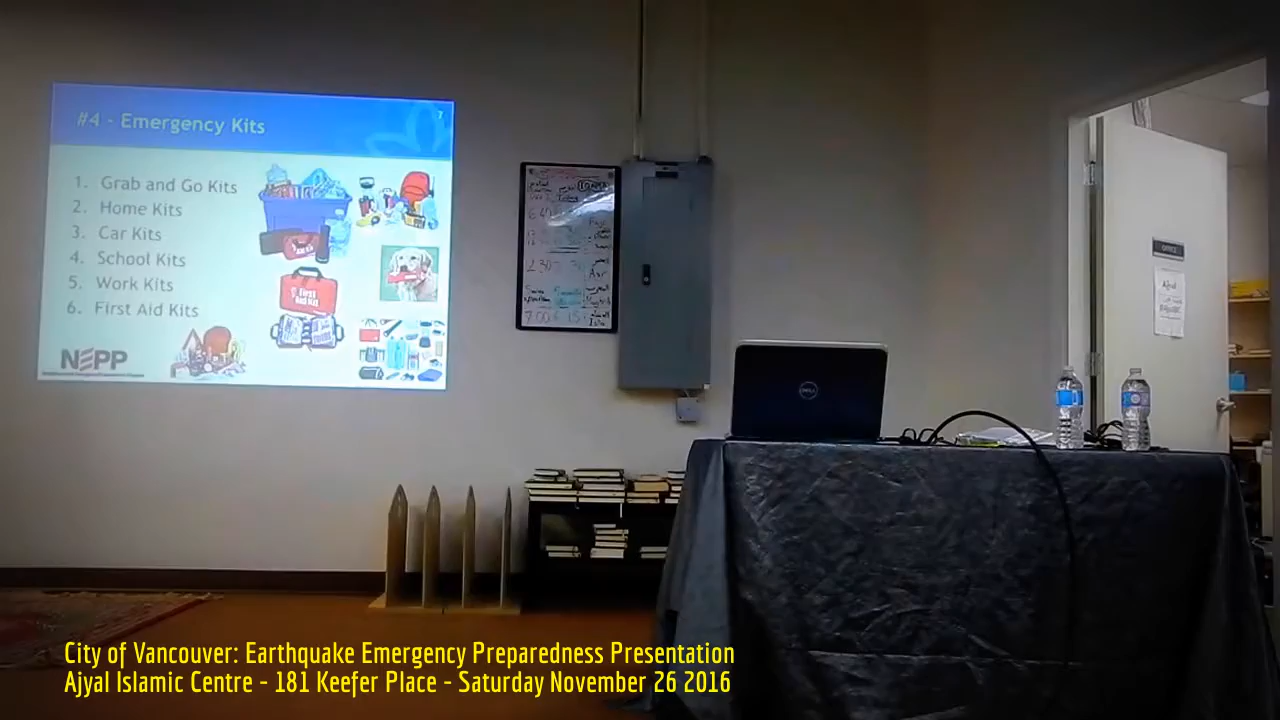 #4 - Emergency Kits
7
1. Grab and Go Kits
2. Home Kits
3. Car Kits
4. School Kits
5. Work Kits
6. First Aid Kits
First
Aid Kit
NEPP
DELL
OFFICE
Asr
Isha
City of Vancouver: Earthquake Emergency Preparedness Presentation
Ajyal Islamic Centre - 181 Keefer Place - Saturday November 26 2016